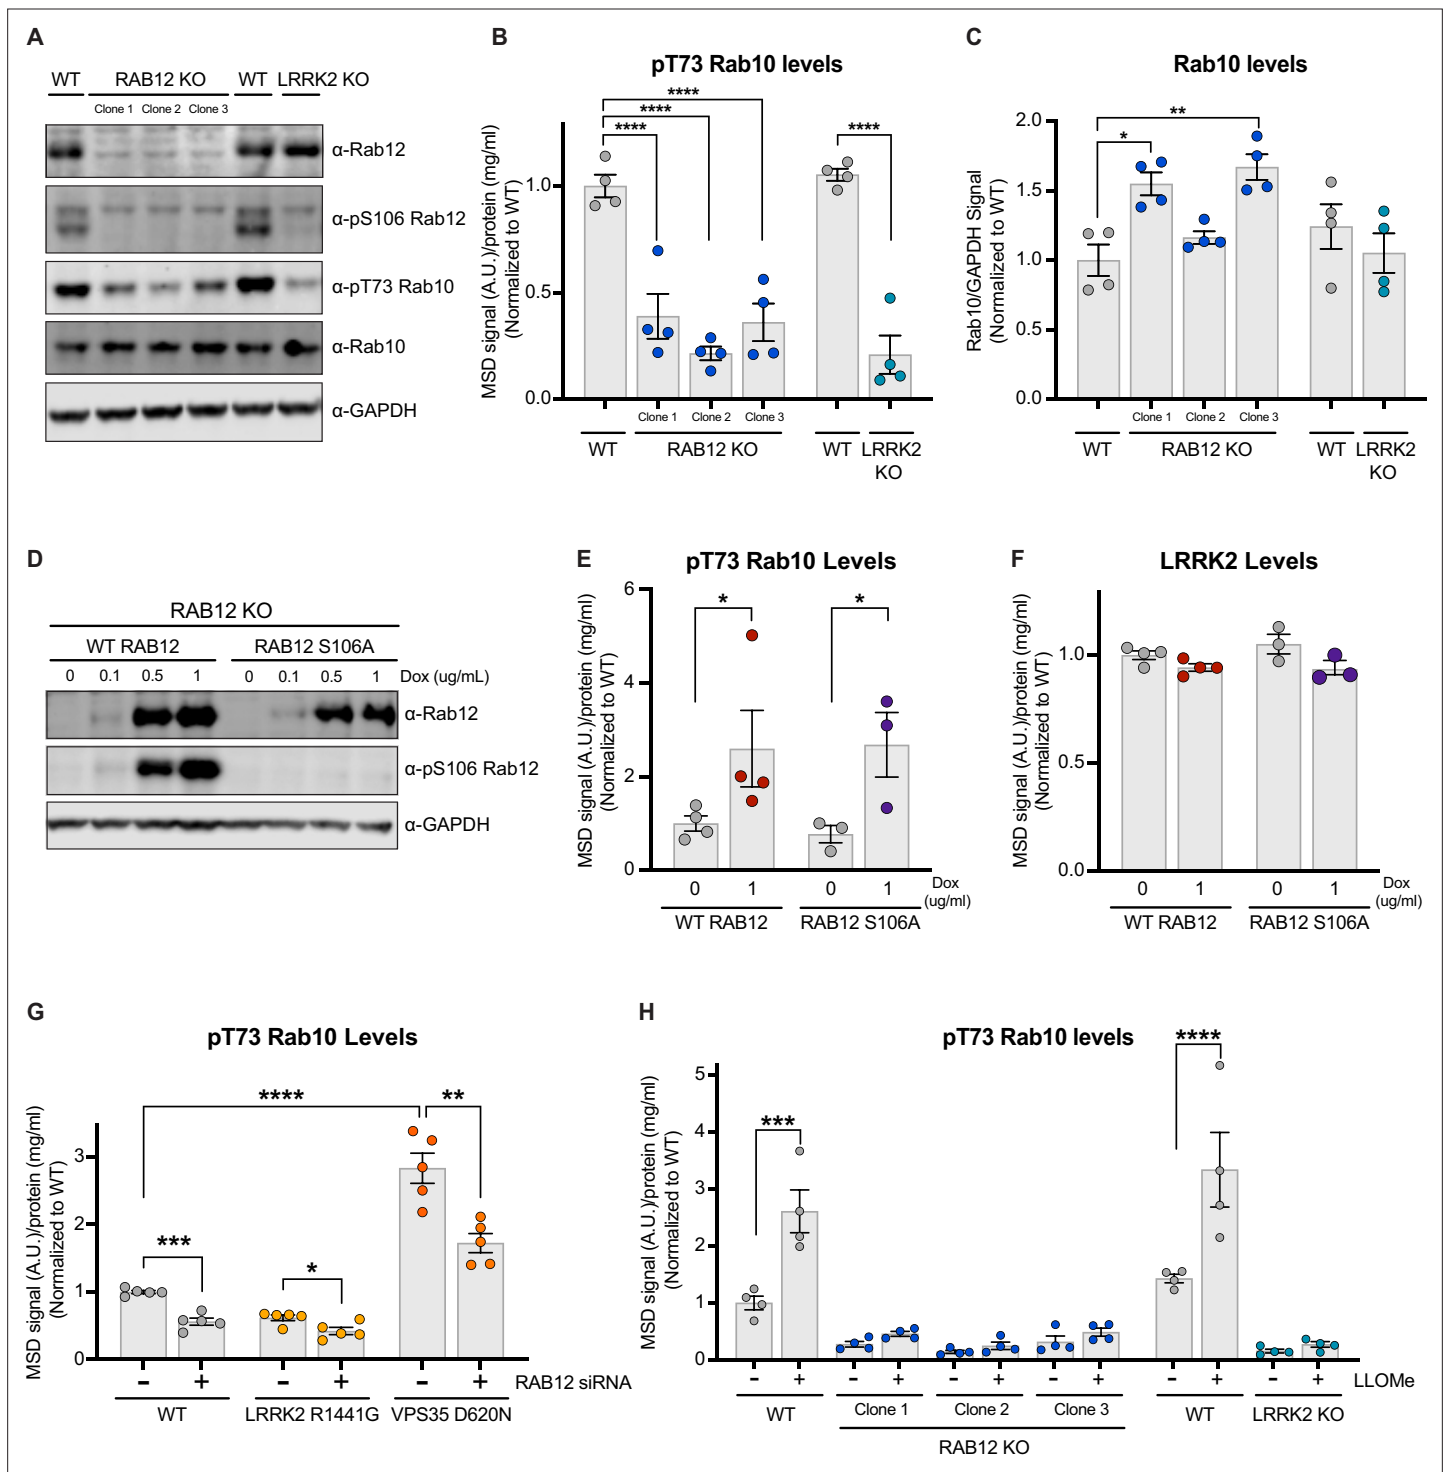 A
WT RAB12 KO WT LRRK2 KO
Clone 1 Clone 2 Clone 3
α-Rab12
α-pS106 Rab12
α-pT73 Rab10
α-Rab10
α-GAPDH
B
pT73 Rab10 levels
MSD signal (A.U.)/protein (mg/ml)
(Normalized to WT)
1.0
0.5
0.0
****
****
****
****
Clone 1 Clone 2 Clone 3
WT RAB12 KO WT LRRK2
KO
C
Rab10 levels
Rab10/GAPDH Signal
(Normalized to WT)
2.0
1.5
1.0
0.5
0.0
**
*
Clone 1 Clone 2 Clone 3
WT RAB12 KO WT LRRK2
KO
D
RAB12 KO
WT RAB12 RAB12 S106A
0 0.1 0.5 1 0 0.1 0.5 1 Dox (ug/mL)
α-Rab12
α-pS106 Rab12
α-GAPDH
E
pT73 Rab10 Levels
MSD signal (A.U.)/protein (mg/ml)
(Normalized to WT)
6
4
2
0
* *
0 1 0 1 Dox
(ug/ml)
WT RAB12 RAB12 S106A
F
LRRK2 Levels
MSD signal (A.U.)/protein (mg/ml)
(Normalized to WT)
1.0
0.5
0.0
0 1 0 1 Dox
(ug/ml)
WT RAB12 RAB12 S106A
G
pT73 Rab10 Levels
MSD signal (A.U.)/protein (mg/ml)
(Normalized to WT)
3
2
1
0
**** **
*** *
- + - + - + RAB12 siRNA
WT LRRK2 R1441G VPS35 D620N
H
pT73 Rab10 levels
MSD signal (A.U.)/protein (mg/ml)
(Normalized to WT)
5
4
3
2
1
0
*** ****
- + - + - + - + - + - + LLOMe
WT Clone 1 Clone 2 Clone 3 WT LRRK2 KO
RAB12 KO